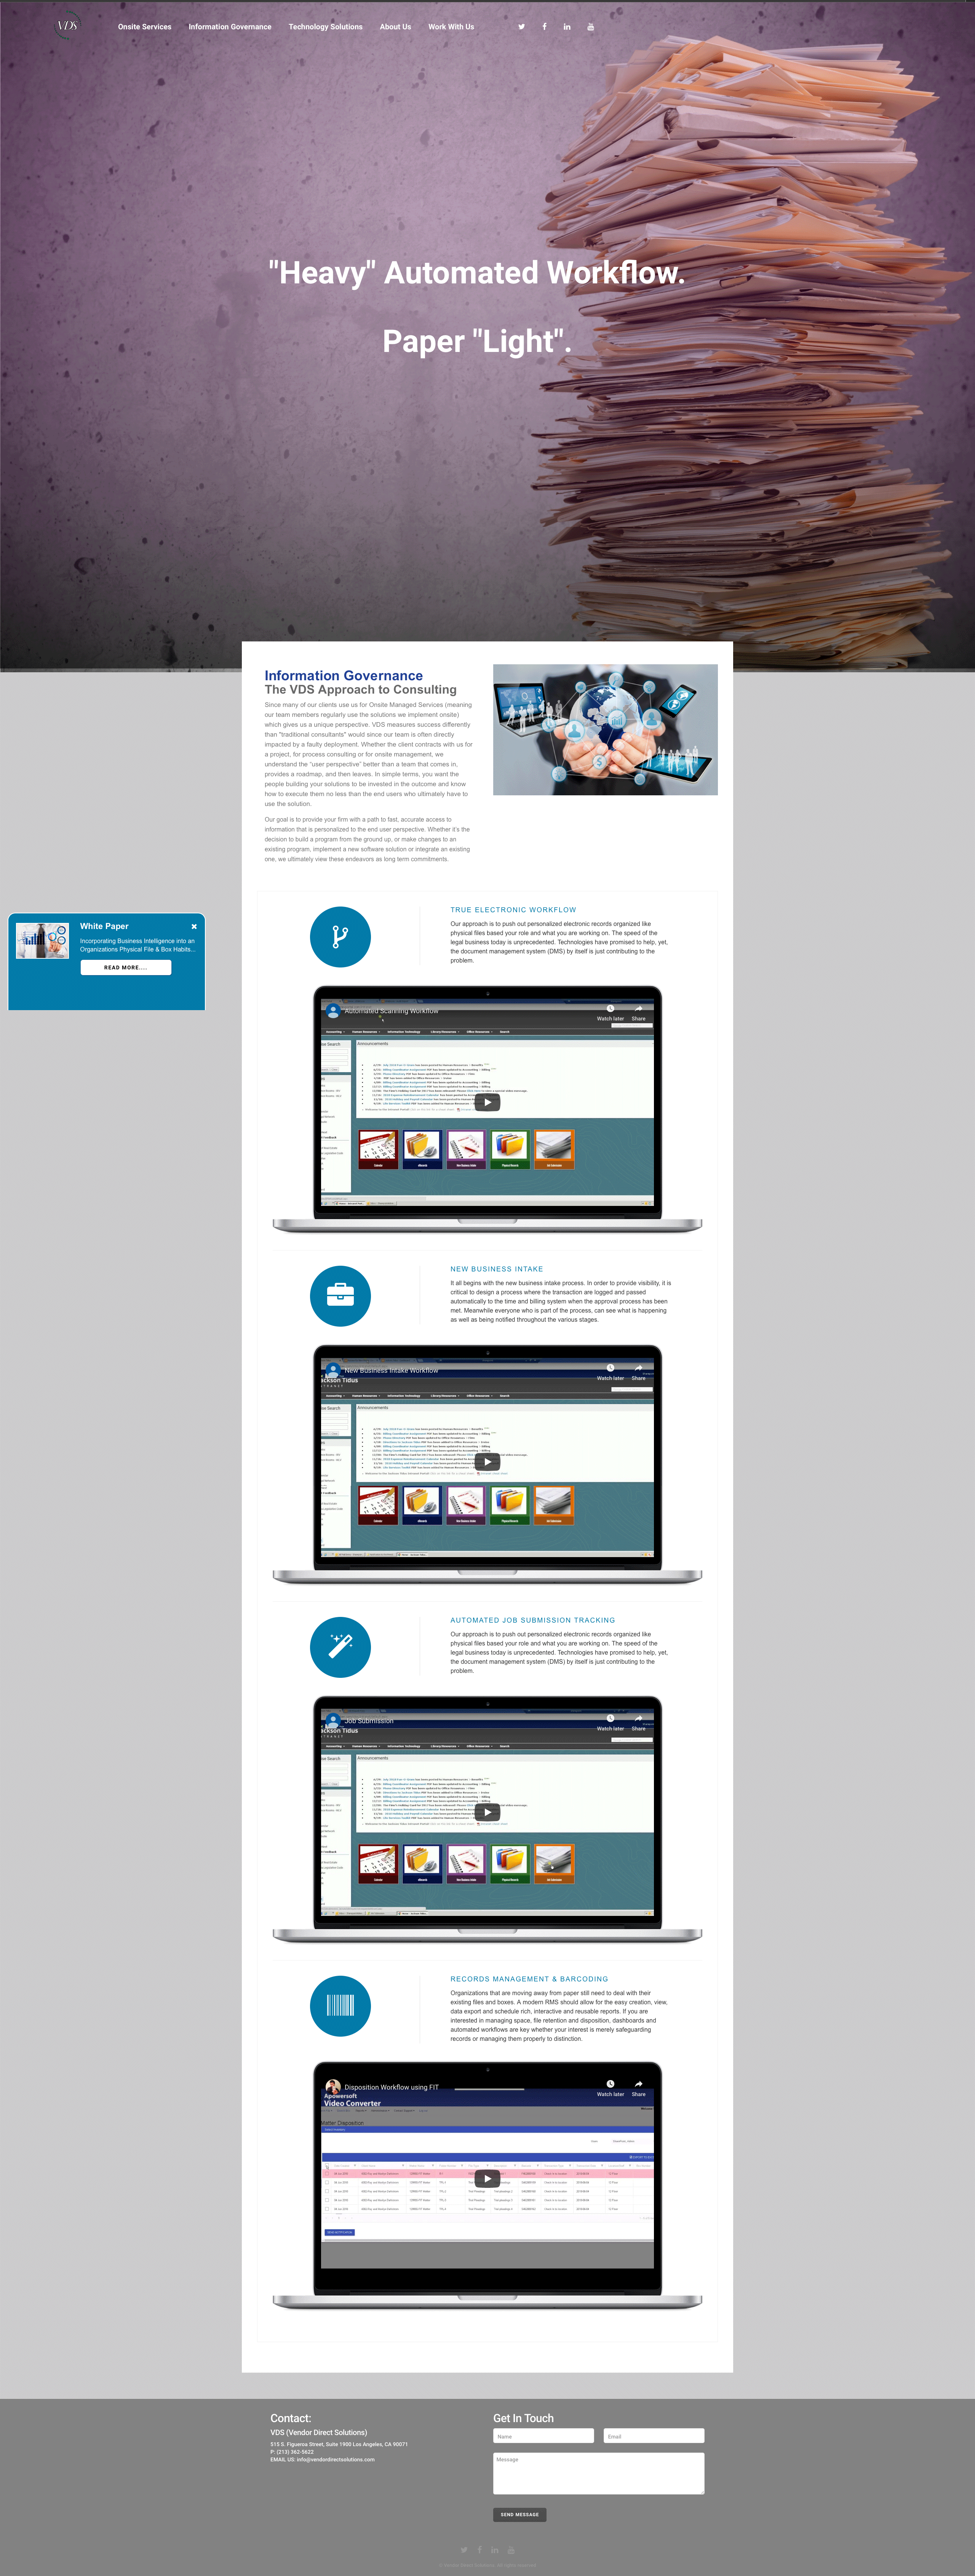 VDS
Onsite Services Information Governance Technology Solutions About Us Work With Us
"Heavy" Automated Workflow.
Paper "Light".
Information Governance
The VDS Approach to Consulting
Since many of our clients use us for Onsite Managed Services (meaning
our team members regularly use the solutions we implement onsite)
which gives us a unique perspective. VDS measures success differently
than "traditional consultants" would since our team is often directly
impacted by a faulty deployment. Whether the client contracts with us for
a project, for process consulting or for onsite management, we
understand the "user perspective" better than a team that comes in,
provides a roadmap, and then leaves. In simple terms, you want the
people building your solutions to be invested in the outcome and know
how to execute them no less than the end users who ultimately have to
use the solution.
Our goal is to provide your firm with a path to fast, accurate access to
information that is personalized to the end user perspective. Whether it's the
decision to build a program from the ground up, or make changes to an
existing program, implement a new software solution or integrate an existing
one, we ultimately view these endeavors as long term commitments.
White Paper
Incorporating Business Intelligence into an
Organizations Physical File & Box Habits...
READ MORE....
TRUE ELECTRONIC WORKFLOW
Our approach is to push out personalized electronic records organized like
physical files based your role and what you are working on. The speed of the
legal business today is unprecedented. Technologies have promised to help, yet,
the document management system (DMS) by itself is just contributing to the
problem.
Automated Scanning Workflow
Watch later Share
Announcements
NEW BUSINESS INTAKE
It all begins with the new business intake process. In order to provide visibility, it is
critical to design a process where the transaction are logged and passed
automatically to the time and billing system when the approval process has been
met. Meanwhile everyone who is part of the process, can see what is happening
as well as being notified throughout the various stages.
New Business Intake Workflow
Watch later Share
Jackson Tidus
Announcements
AUTOMATED JOB SUBMISSION TRACKING
Our approach is to push out personalized electronic records organized like
physical files based your role and what you are working on. The speed of the
legal business today is unprecedented. Technologies have promised to help, yet,
the document management system (DMS) by itself is just contributing to the
problem.
Job Submission
Watch later Share
Jackson Tidus
Announcements
RECORDS MANAGEMENT & BARCODING
Organizations that are moving away from paper still need to deal with their
existing files and boxes. A modern RMS should allow for the easy creation, view,
data export and schedule rich, interactive and reusable reports. If you are
interested in managing space, file retention and disposition, dashboards and
automated workflows are key whether your interest is merely safeguarding
records or managing them properly to distinction.
Disposition Workflow using FIT
Watch later Share
Apowersoft
Video Converter
Matter Disposition
Contact:
VDS (Vendor Direct Solutions)
515 S. Figueroa Street, Suite 1900 Los Angeles, CA 90071
P: (213) 362-5622
EMAIL US: info@vendordirectsolutions.com
Get In Touch
Name Email
Message
SEND MESSAGE